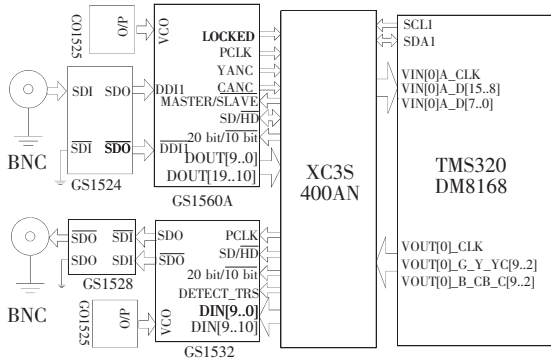 CO1525
O/P
VCO
LOCKED
PCLK
YANC
CANC
MASTER/SLAVE
SD/HD
20 bit/10 bit
DOUT[9..0]
DOUT[19..10]
GS1560A
SDI SDO DDI1
SDI SDO DDI1
GS1524
BNC
XC3S
400AN
SCL1
SDA1
VIN[0]A_CLK
VIN[0]A_D[15..8]
VIN[0]A_D[7..0]
TMS320
DM8168
VOUT[0]_CLK
VOUT[0]_G_Y_YC[9..2]
VOUT[0]_B_CB_C[9..2]
BNC
SDO SDI SDO
SDO SDI SDO
GS1528
PCLK
SD/HD
20 bit/10 bit
DETECT_TRS
DIN[9..0]
DIN[9..10]
GO1525
O/P
VCO
GS1532